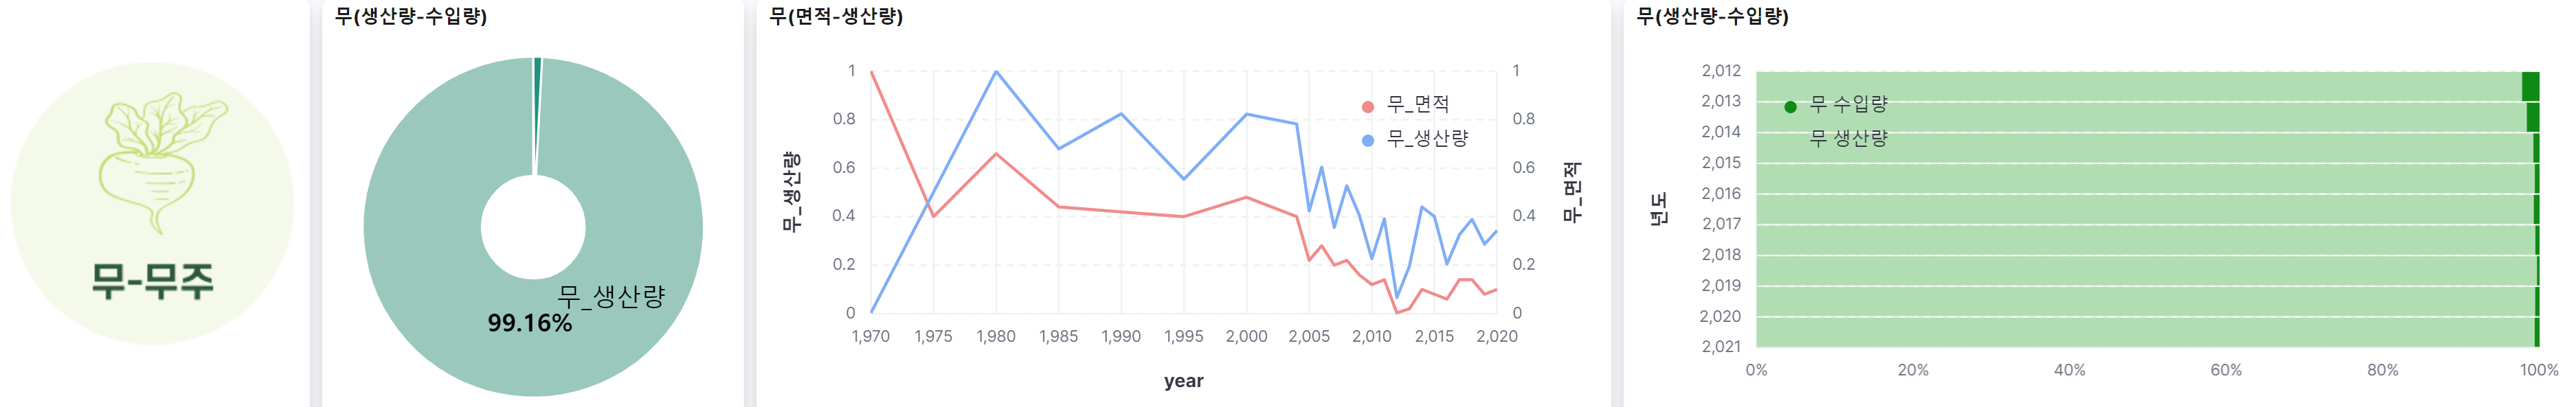 무-무주
무(생산량-수입량)
무_생산량
99.16%
무(면적-생산량)
무_생산량
1
0.8
0.6
0.4
0.2
0
무_면적
무_생산량
1
0.8
0.6
0.4
0.2
0
무_면적
1,970 1,975 1,980 1,985 1,990 1,995 2,000 2,005 2,010 2,015 2,020
year
무(생산량-수입량)
년도
2,012
2,013
2,014
2,015
2,016
2,017
2,018
2,019
2,020
2,021
무 수입량
무 생산량
0% 20% 40% 60% 80% 100%